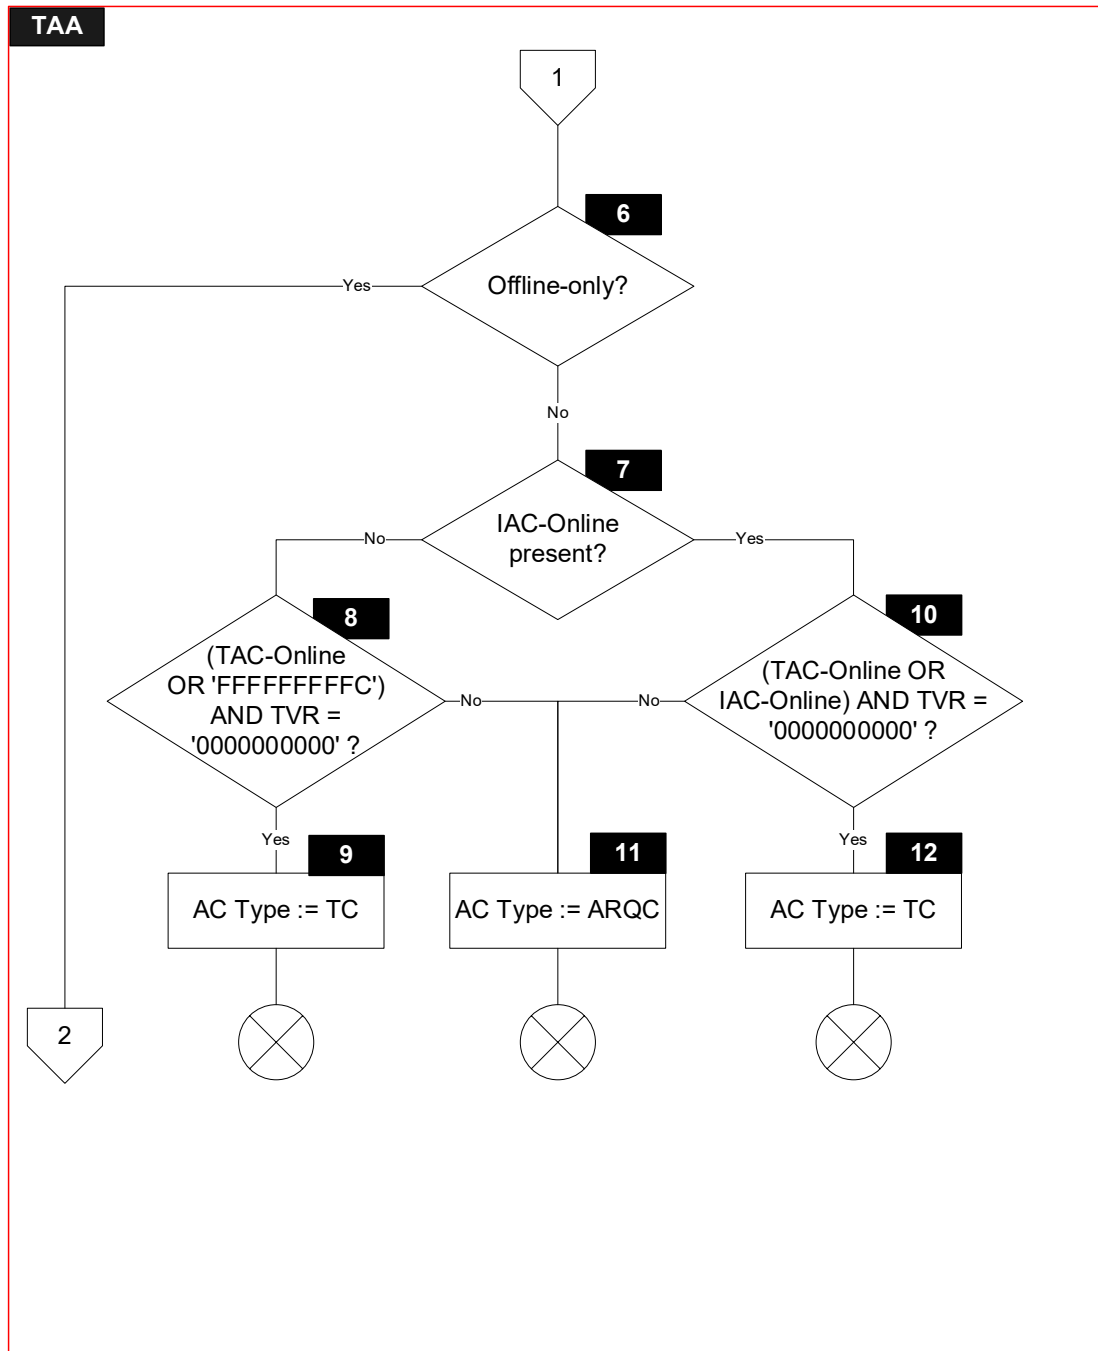 TAA
1
6
Offline-only?
Yes
No
7
IAC-Online
present?
No
Yes
8
(TAC-Online
OR 'FFFFFFFFFC')
AND TVR =
'0000000000' ?
No
10
(TAC-Online OR
IAC-Online) AND TVR =
'0000000000' ?
No
Yes
9
AC Type := TC
11
AC Type := ARQC
Yes
12
AC Type := TC
2